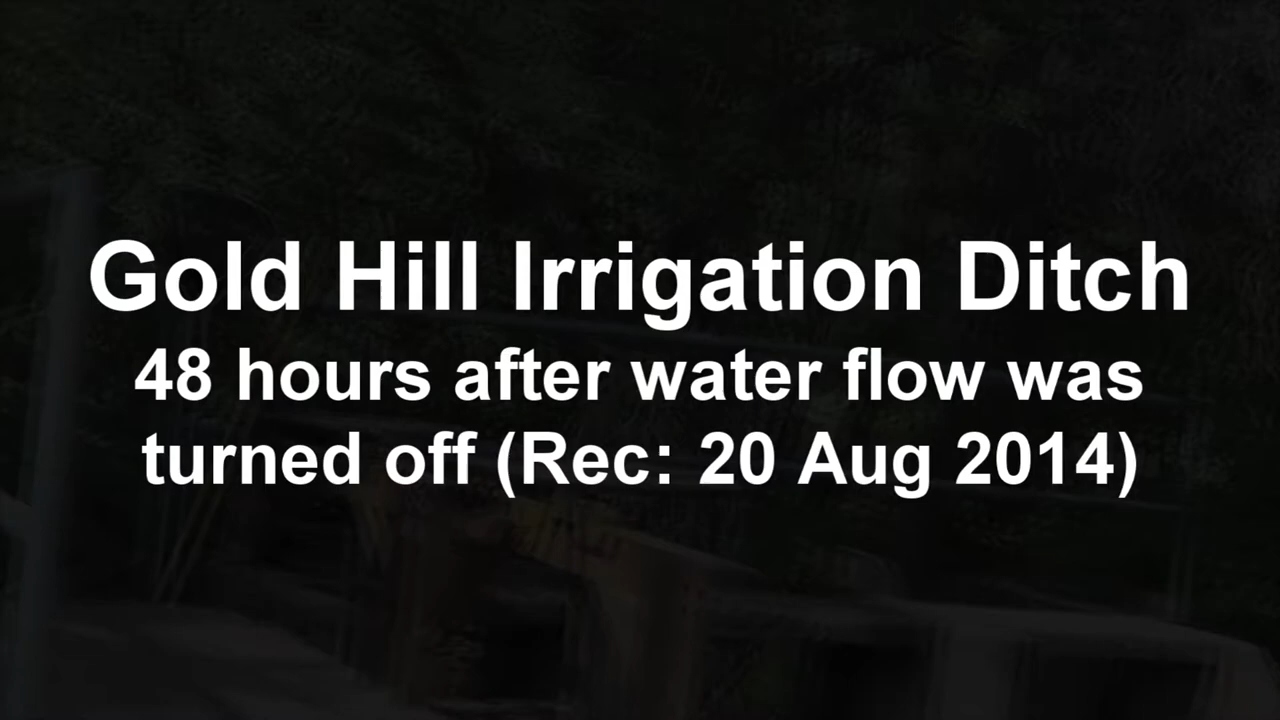 Gold Hill Irrigation Ditch
48 hours after water flow was
turned off (Rec: 20 Aug 2014)